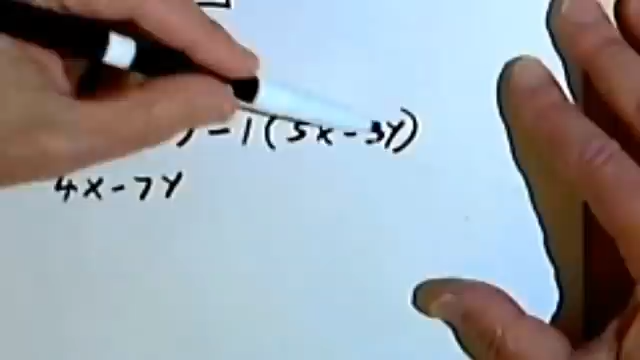 ) - 1 ( 5x - 3y )
4x - 7y